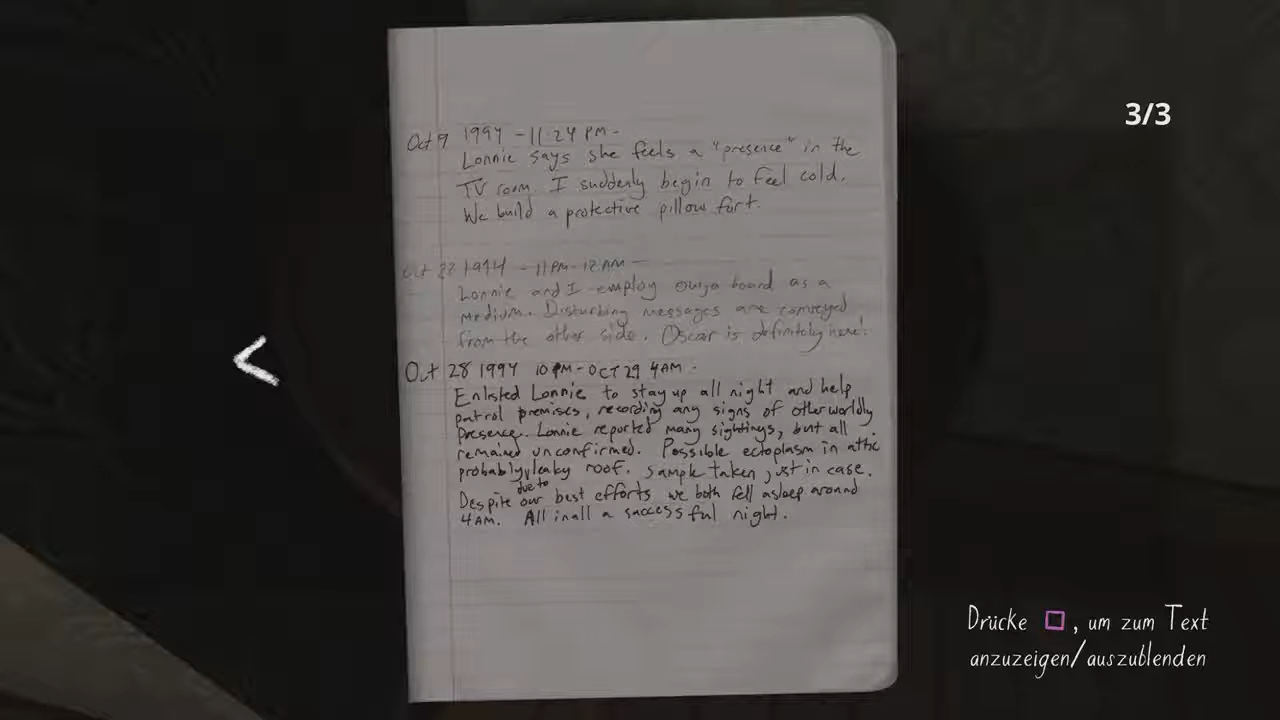 3/3
Oct 9 1994 - 11:24 PM -
Lonnie says she feels a "presence" in the
TV room. I suddenly begin to feel cold.
We build a protective pillow fort.
Oct 22 1994 - 11PM-12AM -
Lonnie and I employ ouija board as a
medium. Disturbing messages are conveyed
from the other side. Oscar is definitely here!
Oct 28 1994 10PM - OCT 29 4AM -
Enlisted Lonnie to stay up all night and help
patrol premises, recording any signs of otherworldly
presence. Lonnie reported many sightings, but all
remained unconfirmed. Possible ectoplasm in attic
probably due to leaky roof. Sample taken just in case.
Despite our best efforts we both fell asleep around
4AM. All in all a successful night.
<
Drücke □, um zum Text
anzuzeigen/auszublenden